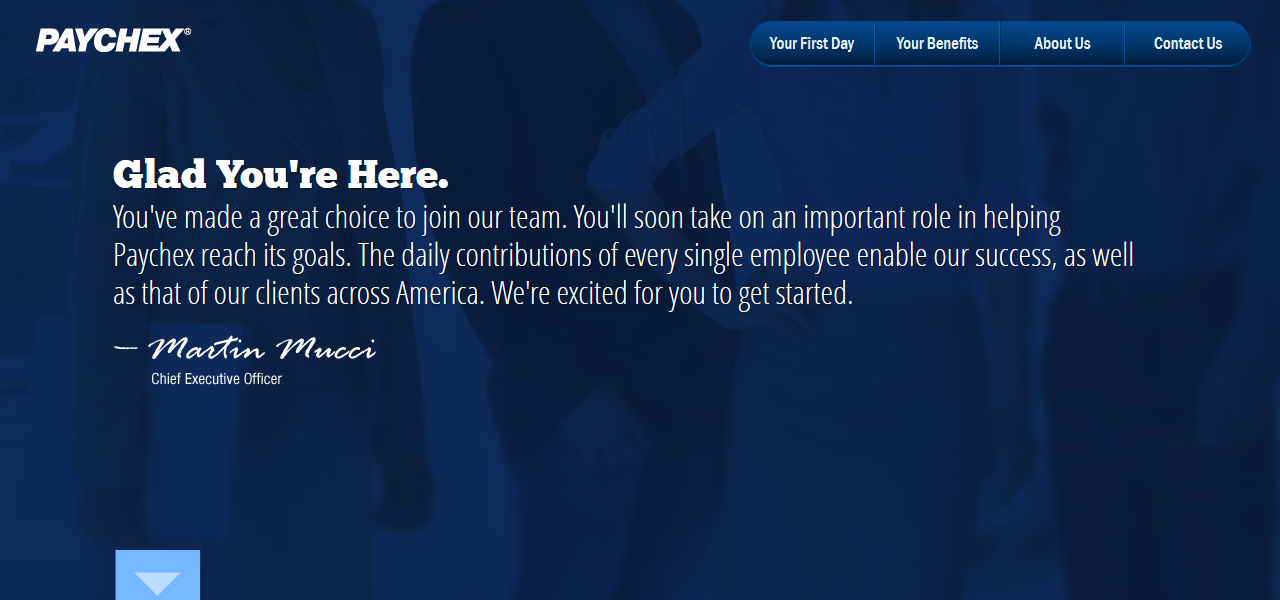 PAYCHEX®
Your First Day
Your Benefits
About Us
Contact Us
Glad You're Here.
You've made a great choice to join our team. You'll soon take on an important role in helping
Paychex reach its goals. The daily contributions of every single employee enable our success, as well
as that of our clients across America. We're excited for you to get started.
— Martin Mucci
Chief Executive Officer